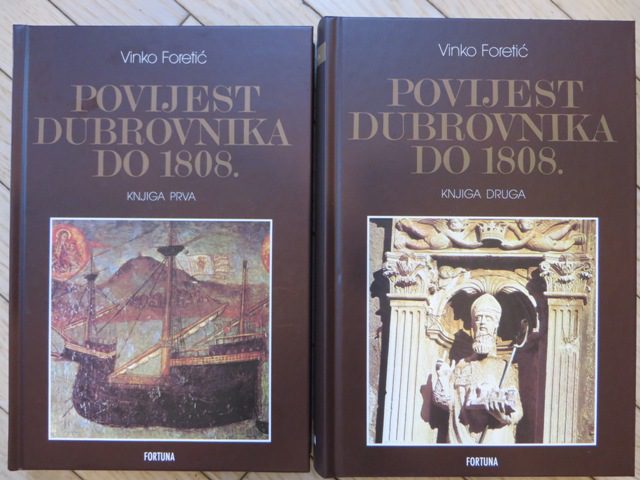 Vinko Foretić
POVIJEST
DUBROVNIKA
DO 1808.
KNJIGA PRVA
FORTUNA
Vinko Foretić
POVIJEST
DUBROVNIKA
DO 1808.
KNJIGA DRUGA
FORTUNA